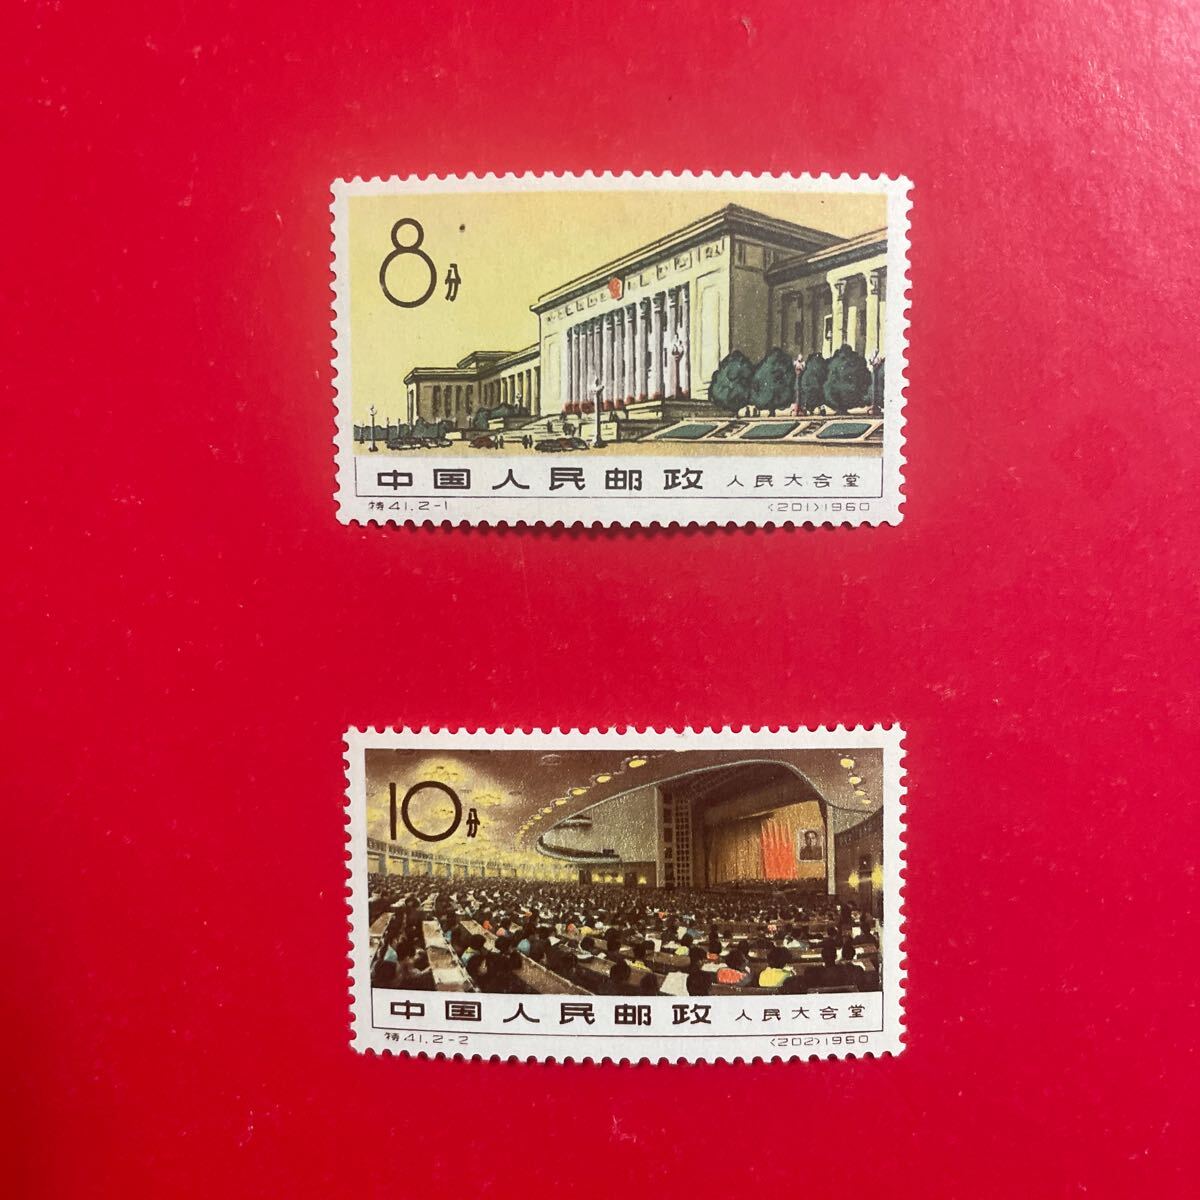 8分
中国人民邮政 人民大会堂
特41.2-1 (201)1960
10分
中国人民邮政 人民大会堂
特41.2-2 (202)1960